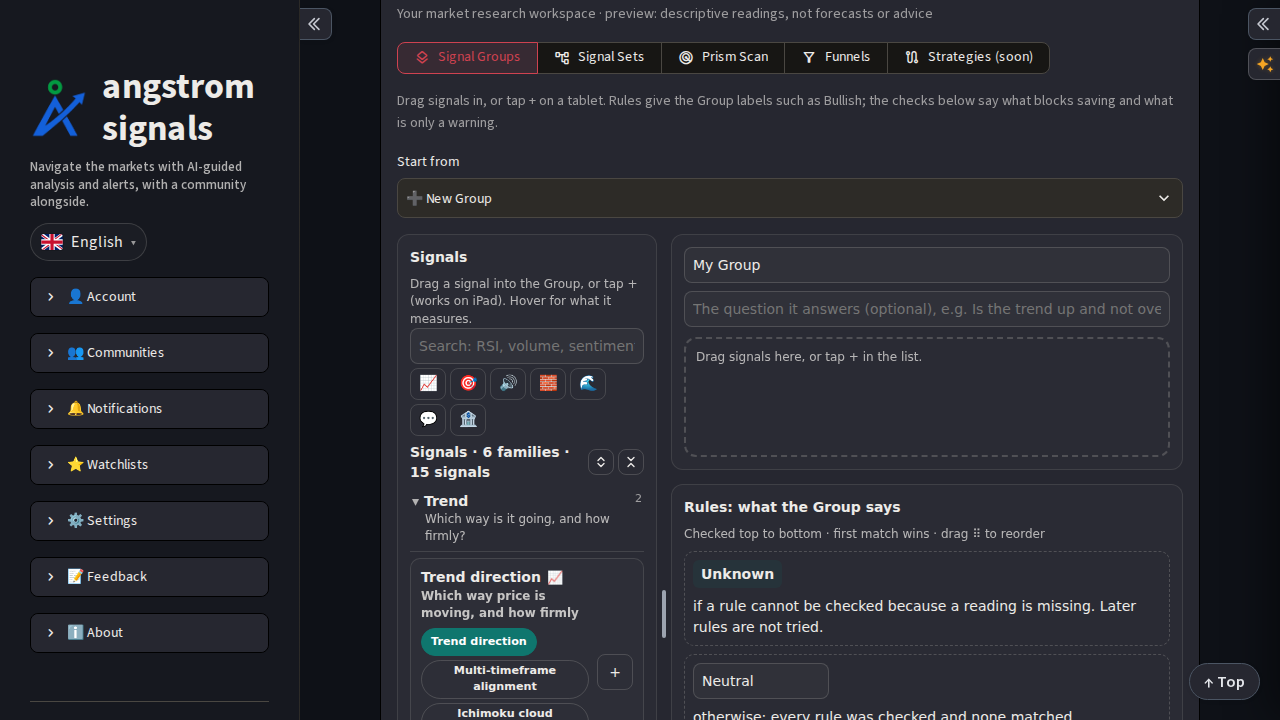 angstrom
signals
Navigate the markets with AI-guided
analysis and alerts, with a community
alongside.
English
Account
Communities
Notifications
Watchlists
Settings
Feedback
About
Your market research workspace · preview: descriptive readings, not forecasts or advice
Signal Groups
Signal Sets
Prism Scan
Funnels
Strategies (soon)
Drag signals in, or tap + on a tablet. Rules give the Group labels such as Bullish; the checks below say what blocks saving and what
is only a warning.
Start from
➕ New Group
Signals
Drag a signal into the Group, or tap +
(works on iPad). Hover for what it
measures.
Search: RSI, volume, sentimen
Signals · 6 families ·
15 signals
Trend
2
Which way is it going, and how
firmly?
Trend direction
Which way price is
moving, and how firmly
Trend direction
Multi-timeframe
alignment
+
Ichimoku cloud
My Group
The question it answers (optional), e.g. Is the trend up and not ove
Drag signals here, or tap + in the list.
Rules: what the Group says
Checked top to bottom · first match wins · drag ⠿ to reorder
Unknown
if a rule cannot be checked because a reading is missing. Later
rules are not tried.
Neutral
otherwise: every rule was checked and none matched
↑ Top